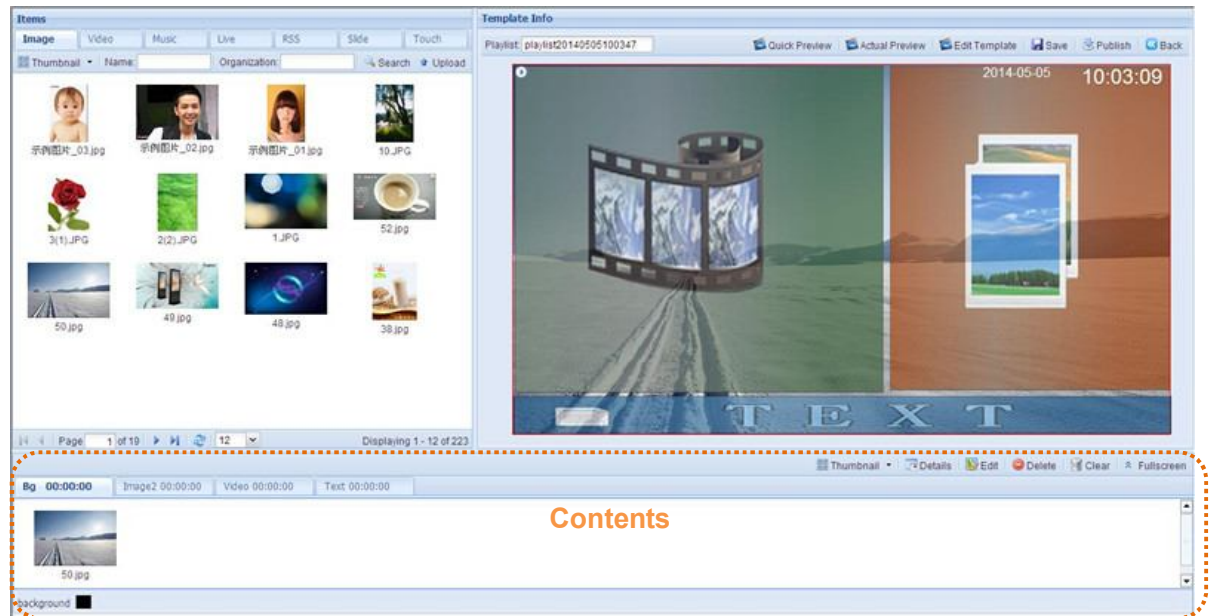 Items
Image Video Music Live RSS Slide Touch
Thumbnail Name: Organization: Search Upload
示例图片_03.jpg 示例图片_02.jpg 示例图片_01.jpg 10.JPG
3(1).JPG 2(2).JPG 1.JPG 52.jpg
50.jpg 49.jpg 48.jpg 38.jpg
Page 1 of 19 12 Displaying 1 - 12 of 223
Template Info
Playlist: playlist20140505100347 Quick Preview Actual Preview Edit Template Save Publish Back
2014-05-05 10:03:09
TEXT
Thumbnail Details Edit Delete Clear Fullscreen
Bg 00:00:00 Image2 00:00:00 Video 00:00:00 Text 00:00:00
Contents
50.jpg
background